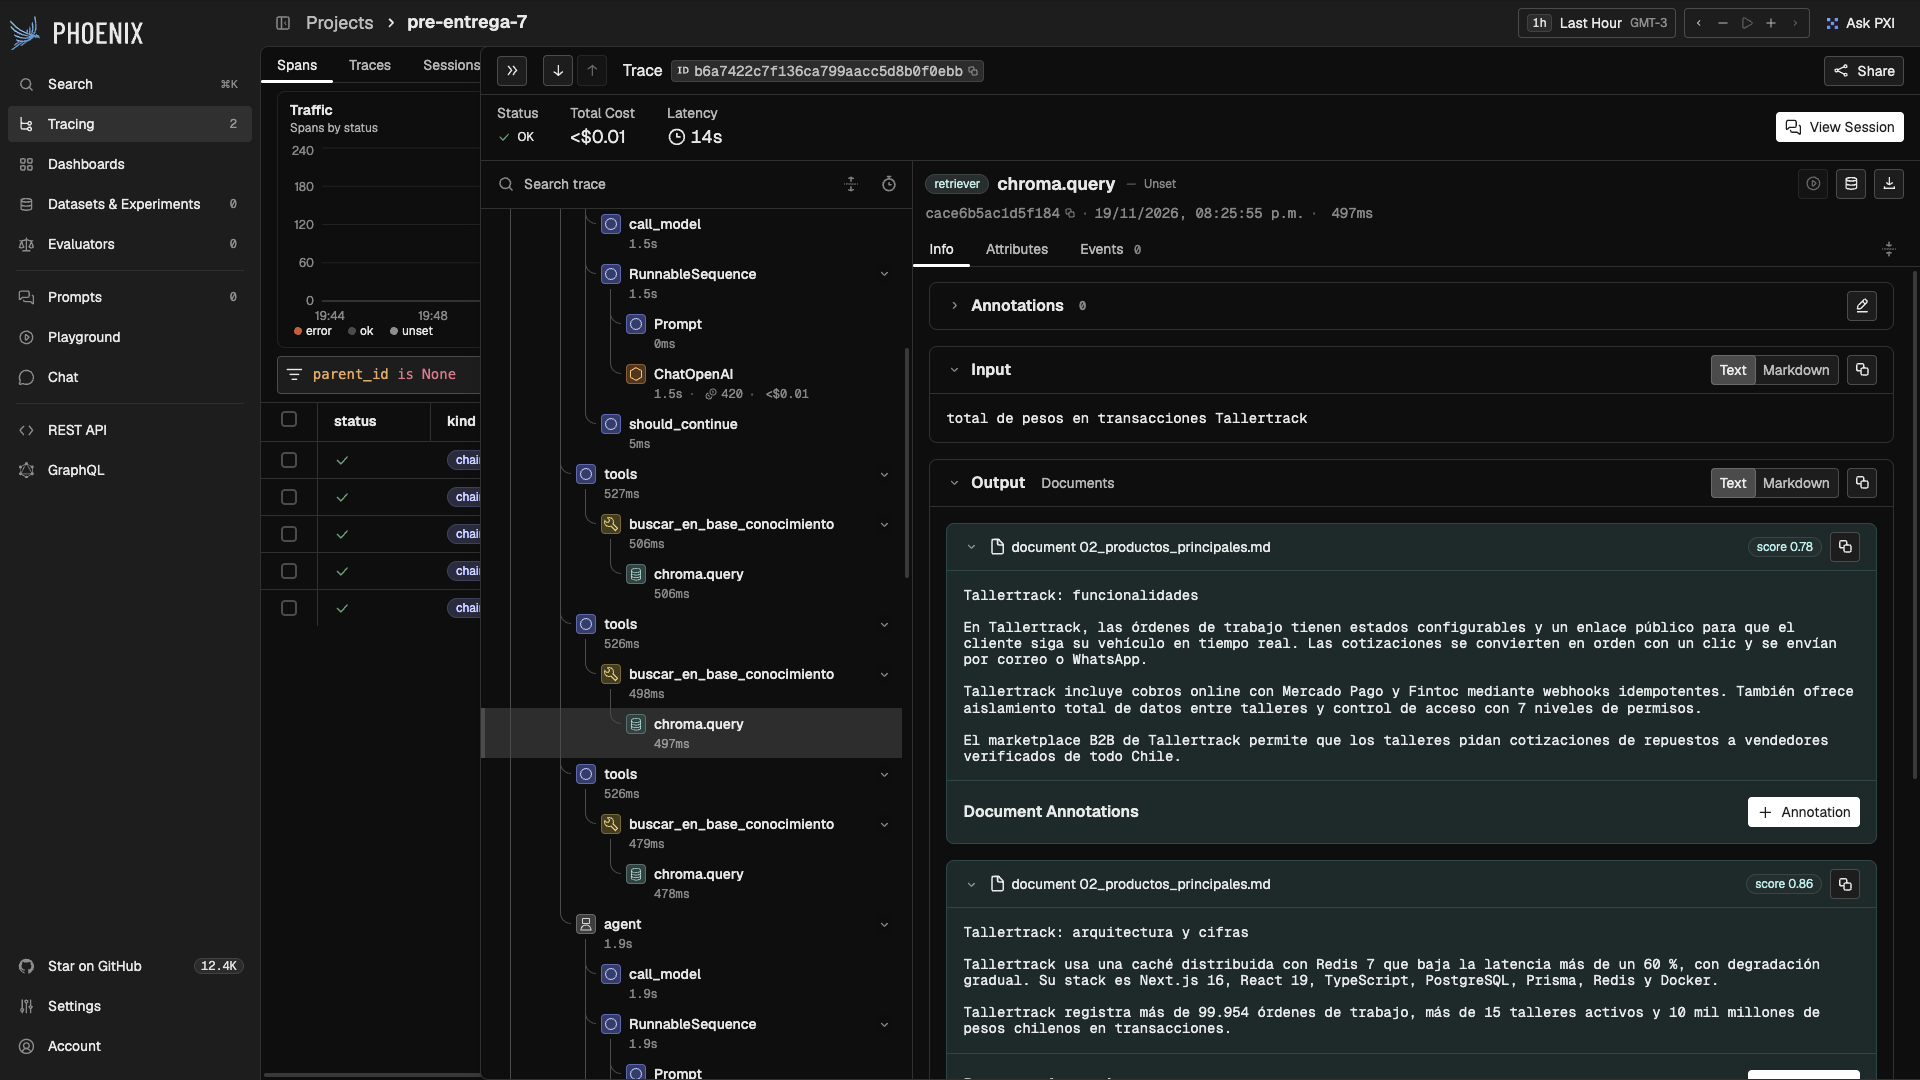 PHOENIX
Search ⌘K
Tracing 2
Dashboards
Datasets & Experiments 0
Evaluators 0
Prompts 0
Playground
Chat
REST API
GraphQL
Star on GitHub 12.4K
Settings
Account
Projects › pre-entrega-7
1h Last Hour GMT-3
Ask PXI
Spans Traces Sessions
Traffic
Spans by status
240
180
120
60
0
19:44 19:48
error ok unset
parent_id is None
status kind
chai
chai
chai
chai
chai
Trace ID b6a7422c7f136ca799aacc5d8b0f0ebb
Share
Status Total Cost Latency
OK <$0.01 14s
View Session
Search trace
call_model
1.5s
RunnableSequence
1.5s
Prompt
0ms
ChatOpenAI
1.5s · 420 · <$0.01
should_continue
5ms
tools
527ms
buscar_en_base_conocimiento
506ms
chroma.query
506ms
tools
526ms
buscar_en_base_conocimiento
498ms
chroma.query
497ms
tools
526ms
buscar_en_base_conocimiento
479ms
chroma.query
478ms
agent
1.9s
call_model
1.9s
RunnableSequence
1.9s
Prompt
retriever chroma.query — Unset
cace6b5ac1d5f184 · 19/11/2026, 08:25:55 p.m. · 497ms
Info Attributes Events 0
Annotations 0
Input Text Markdown
total de pesos en transacciones Tallertrack
Output Documents Text Markdown
document 02_productos_principales.md score 0.78
Tallertrack: funcionalidades
En Tallertrack, las órdenes de trabajo tienen estados configurables y un enlace público para que el
cliente siga su vehículo en tiempo real. Las cotizaciones se convierten en orden con un clic y se envían
por correo o WhatsApp.
Tallertrack incluye cobros online con Mercado Pago y Fintoc mediante webhooks idempotentes. También ofrece
aislamiento total de datos entre talleres y control de acceso con 7 niveles de permisos.
El marketplace B2B de Tallertrack permite que los talleres pidan cotizaciones de repuestos a vendedores
verificados de todo Chile.
Document Annotations + Annotation
document 02_productos_principales.md score 0.86
Tallertrack: arquitectura y cifras
Tallertrack usa una caché distribuida con Redis 7 que baja la latencia más de un 60 %, con degradación
gradual. Su stack es Next.js 16, React 19, TypeScript, PostgreSQL, Prisma, Redis y Docker.
Tallertrack registra más de 99.954 órdenes de trabajo, más de 15 talleres activos y 10 mil millones de
pesos chilenos en transacciones.